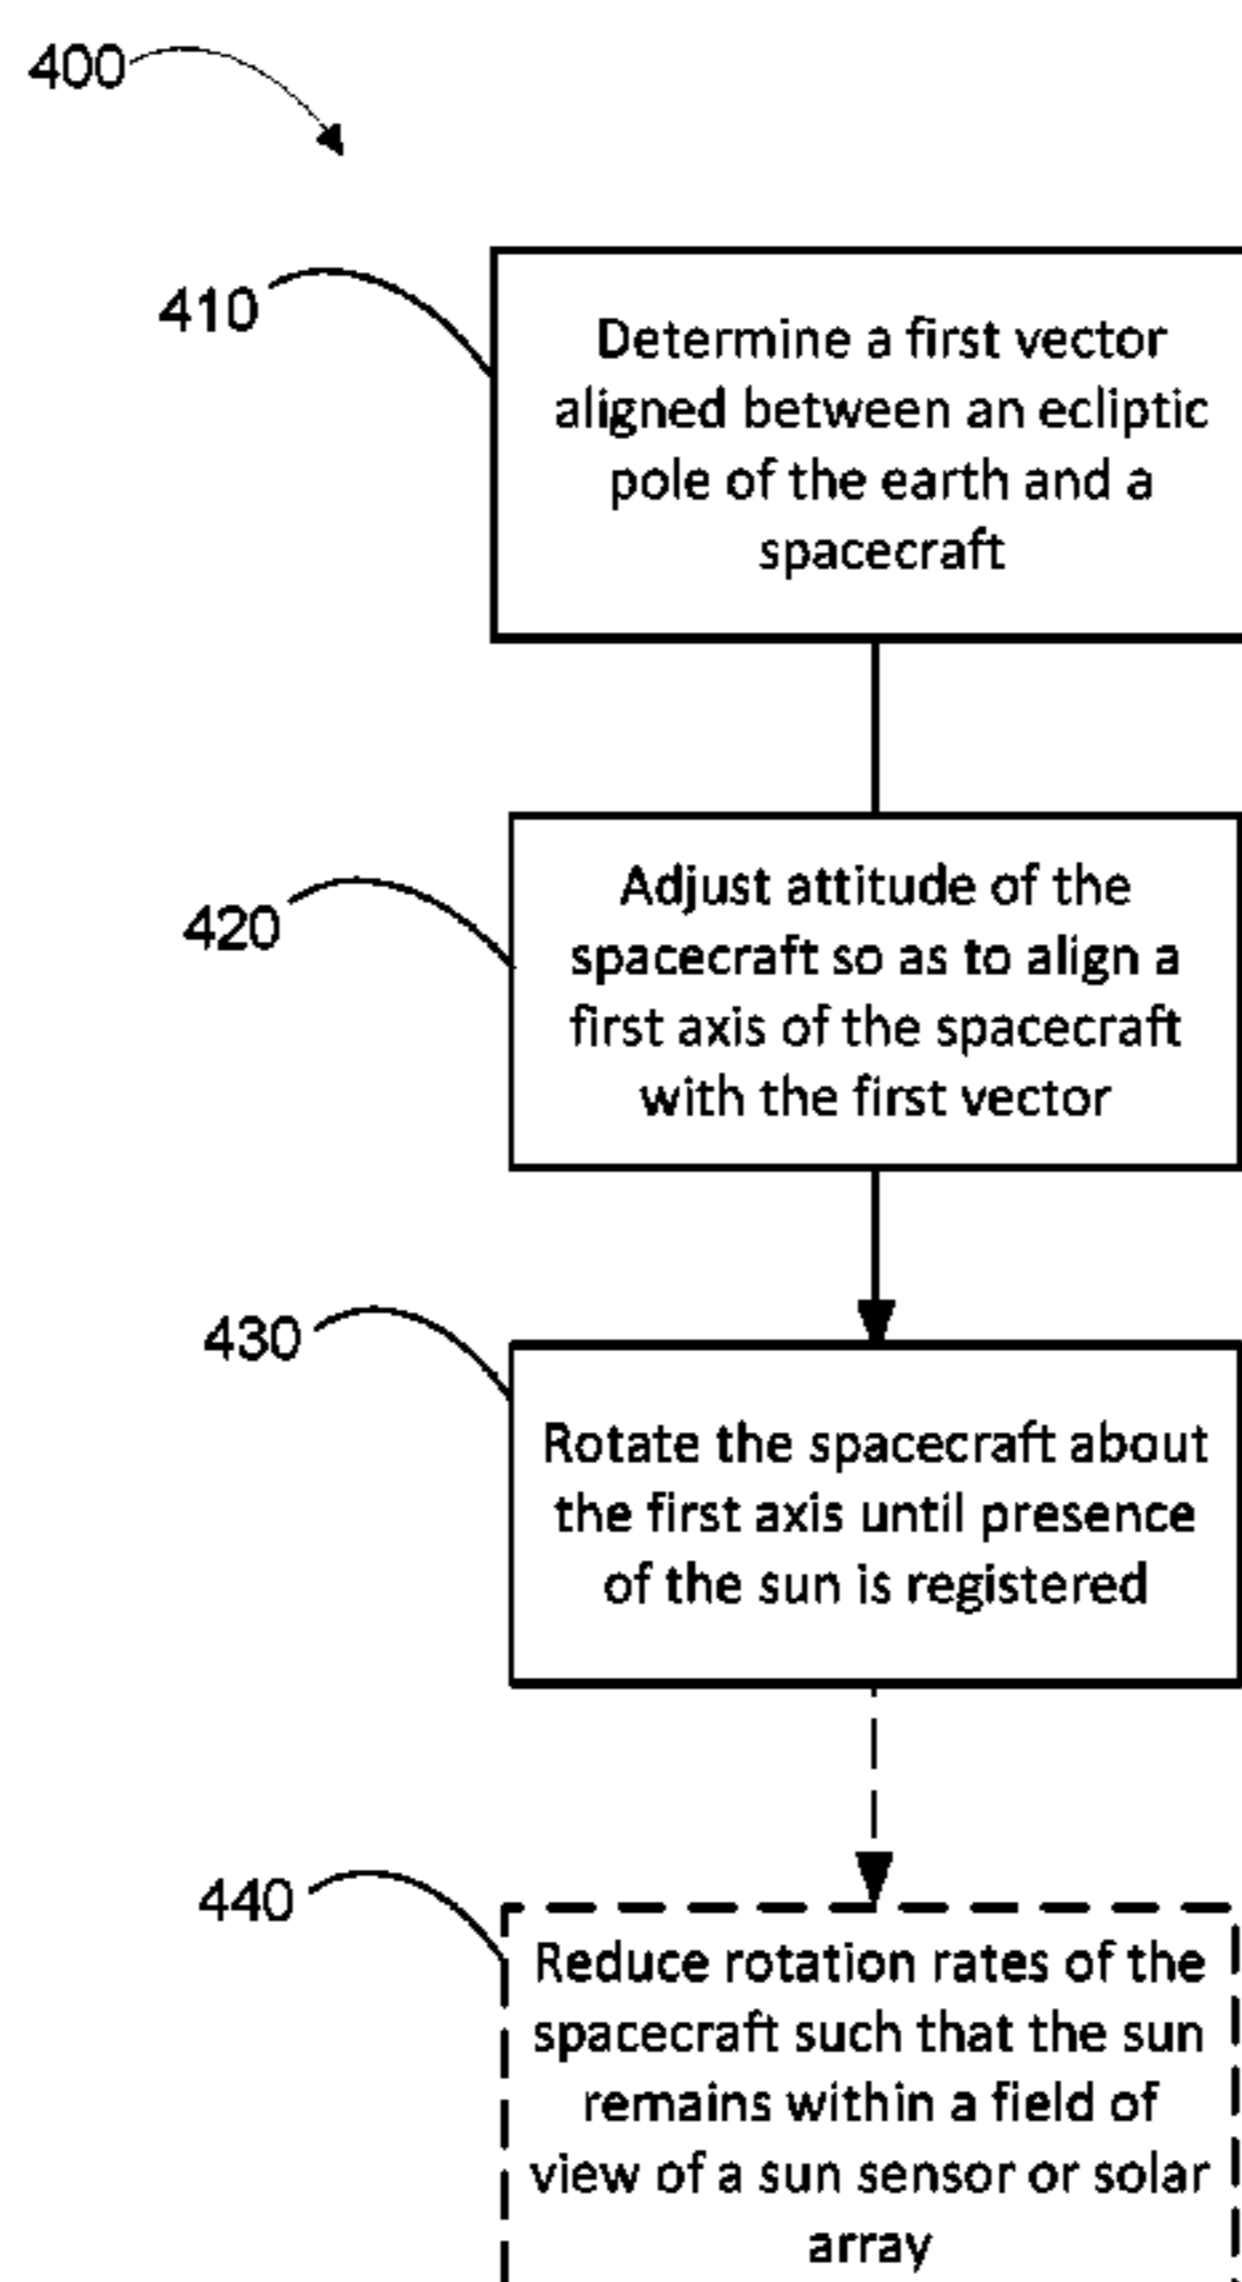 400
410
Determine a first vector
aligned between an ecliptic
pole of the earth and a
spacecraft
420
Adjust attitude of the
spacecraft so as to align a
first axis of the spacecraft
with the first vector
430
Rotate the spacecraft about
the first axis until presence
of the sun is registered
440
Reduce rotation rates of the
spacecraft such that the sun
remains within a field of
view of a sun sensor or solar
array